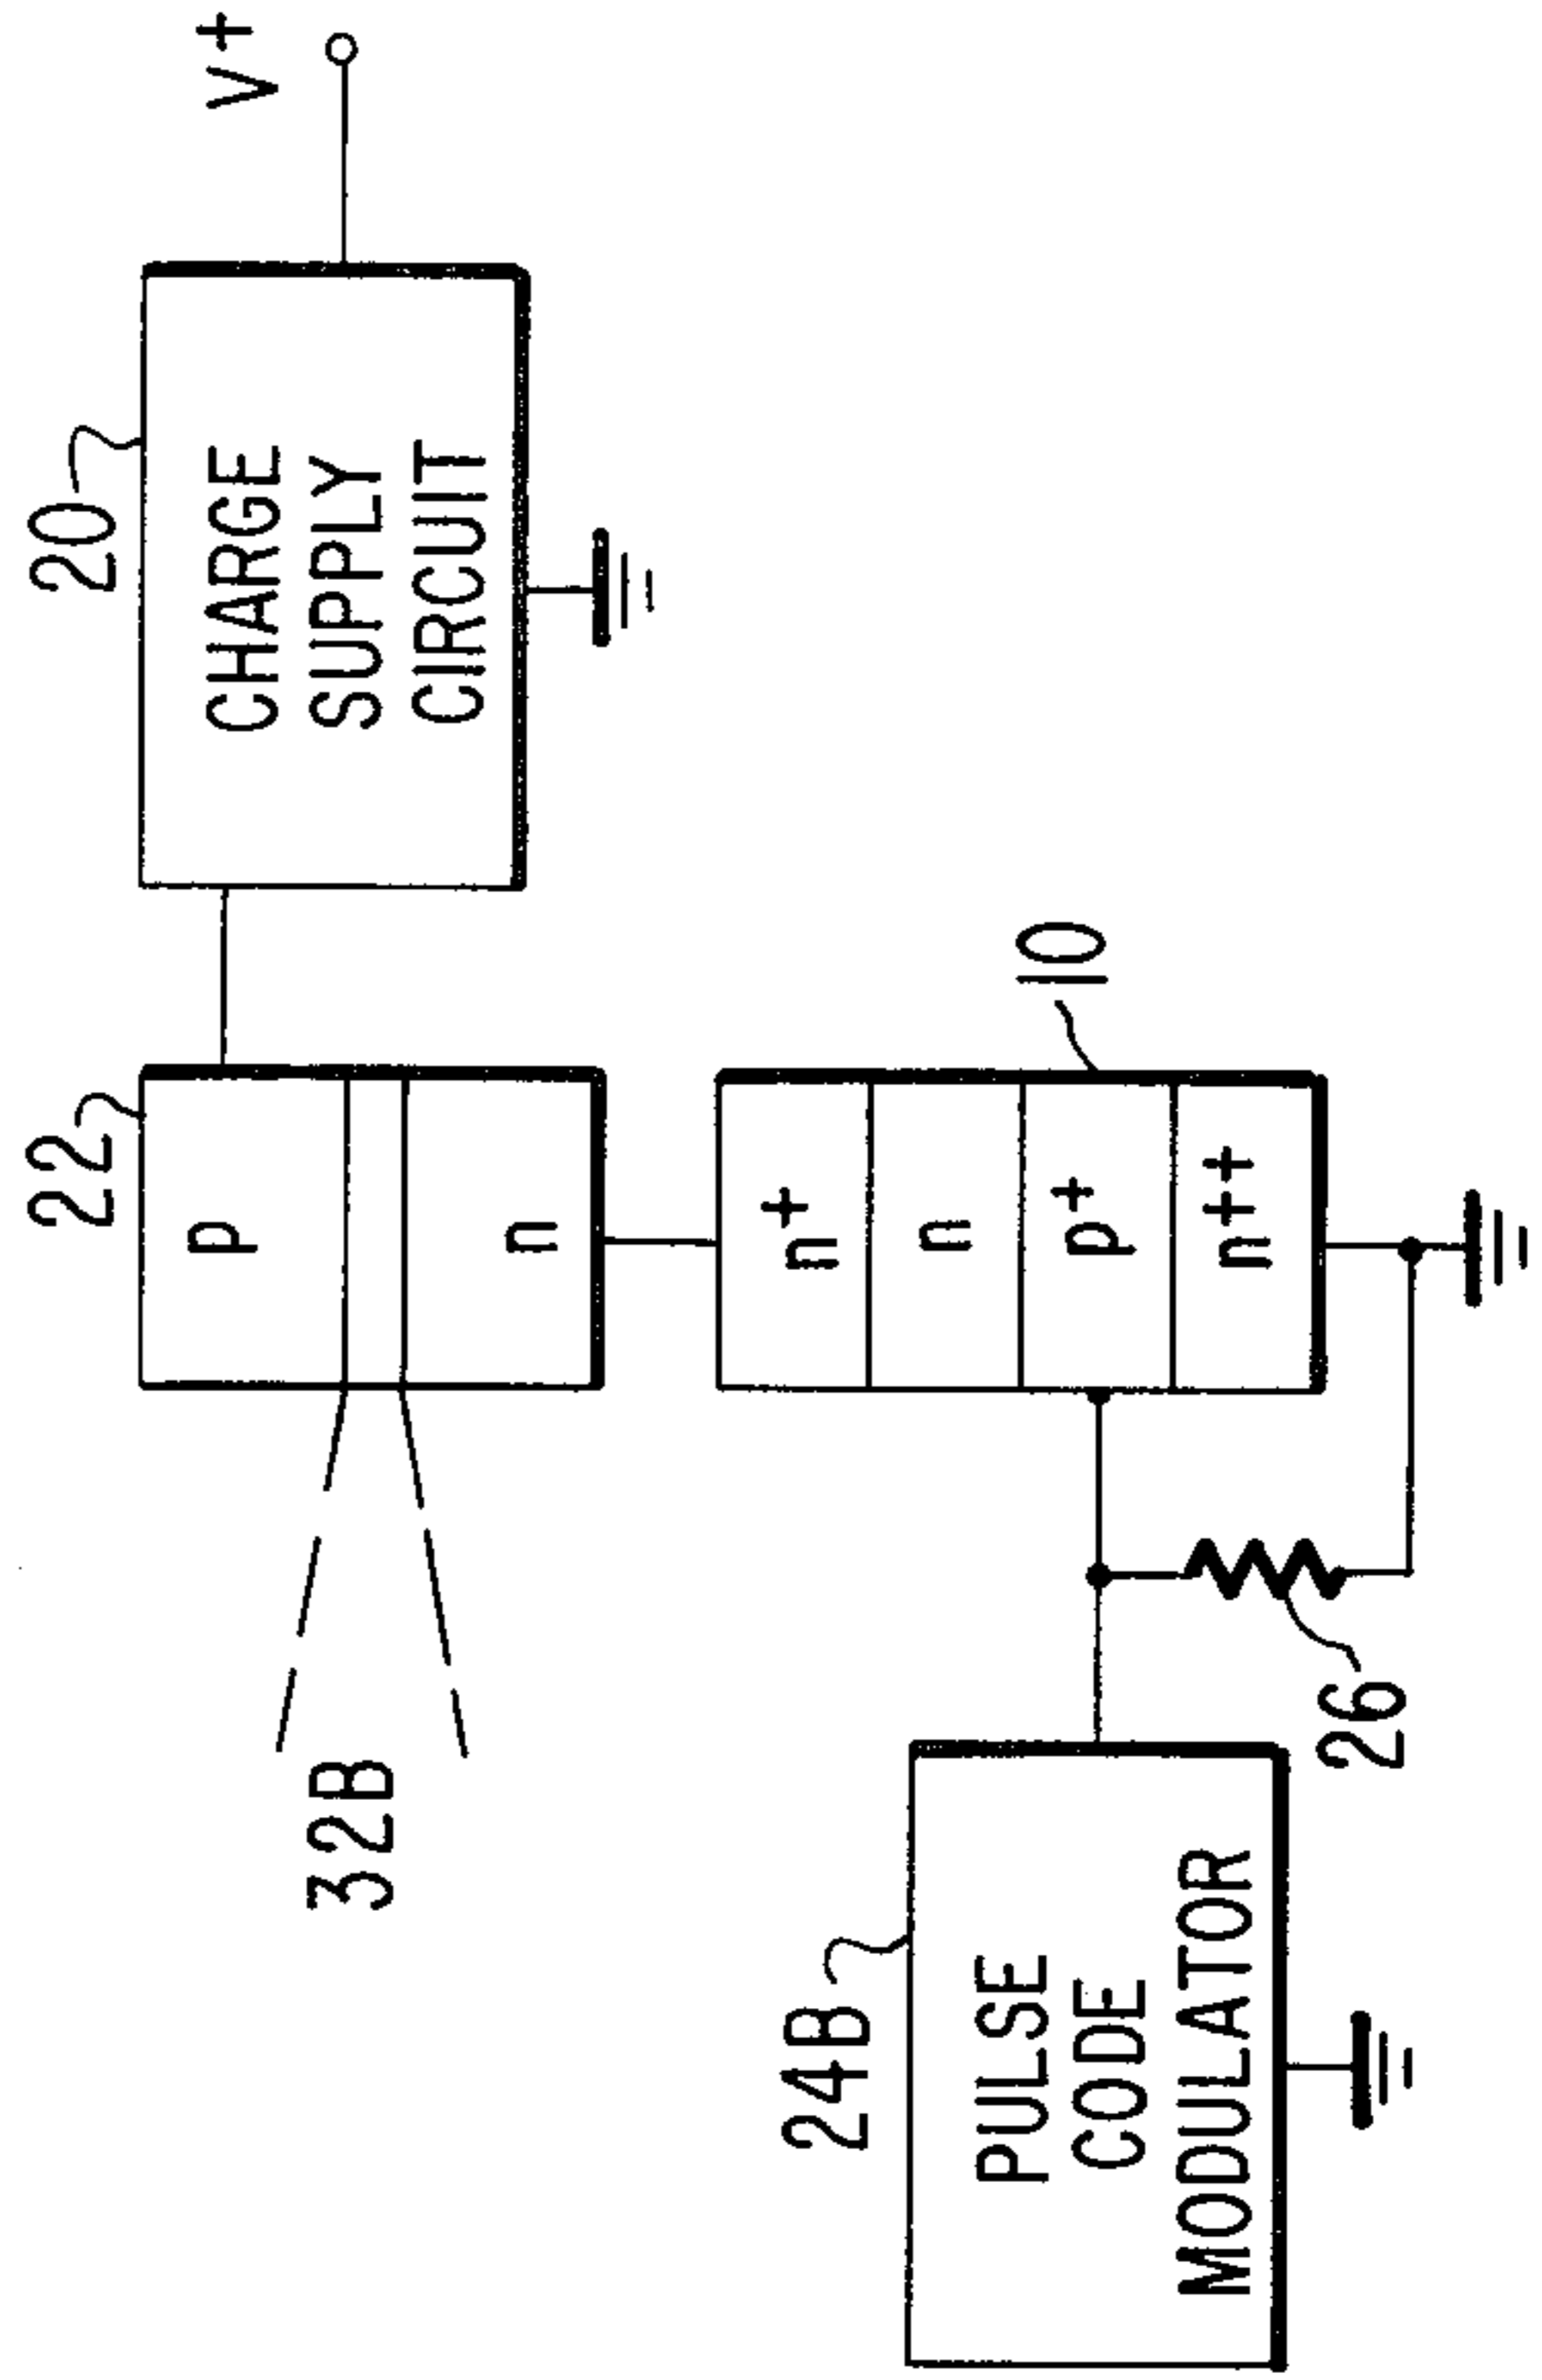 V+
20
CHARGE
SUPPLY
CIRCUIT
22
p
n
32B
10
n+
n
p+
n++
24B
PULSE
CODE
MODULATOR
26